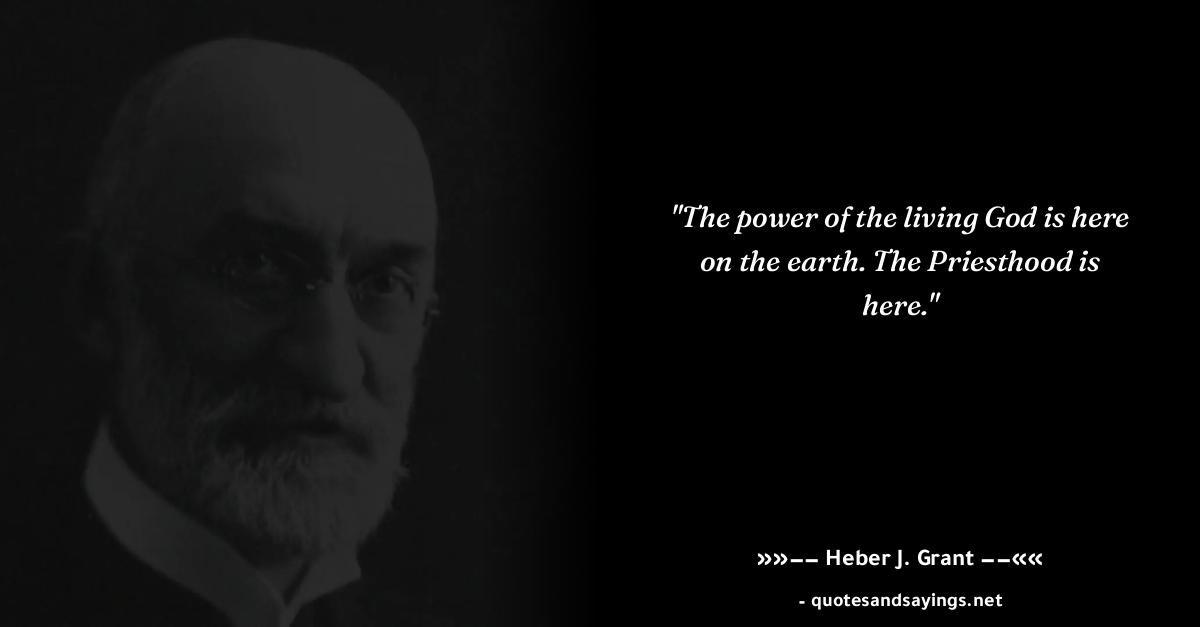 "The power of the living God is here
on the earth. The Priesthood is
here."
»»–– Heber J. Grant ––««
- quotesandsayings.net